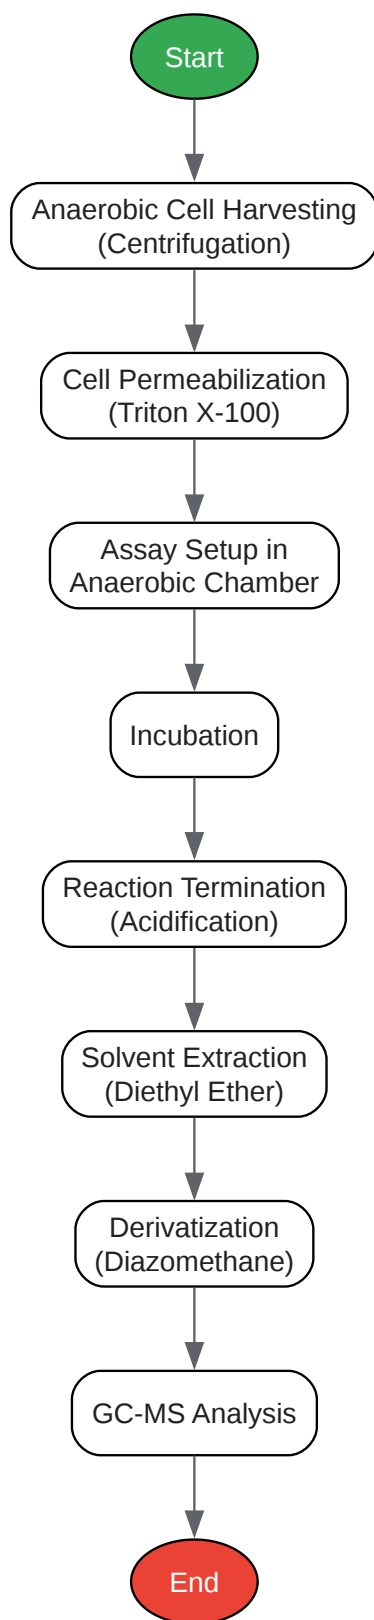 Start
Anaerobic Cell Harvesting
(Centrifugation)
Cell Permeabilization
(Triton X-100)
Assay Setup in
Anaerobic Chamber
Incubation
Reaction Termination
(Acidification)
Solvent Extraction
(Diethyl Ether)
Derivatization
(Diazomethane)
GC-MS Analysis
End